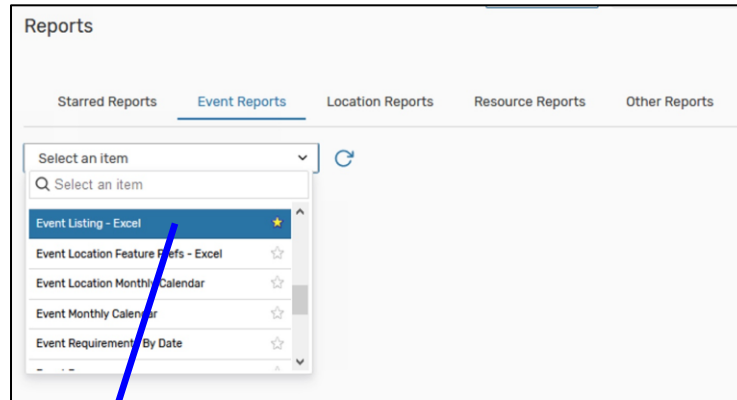 Reports
Starred Reports Event Reports Location Reports Resource Reports Other Reports
Select an item
Select an item
Event Listing - Excel
Event Location Feature Prefs - Excel
Event Location Monthly Calendar
Event Monthly Calendar
Event Requirements By Date